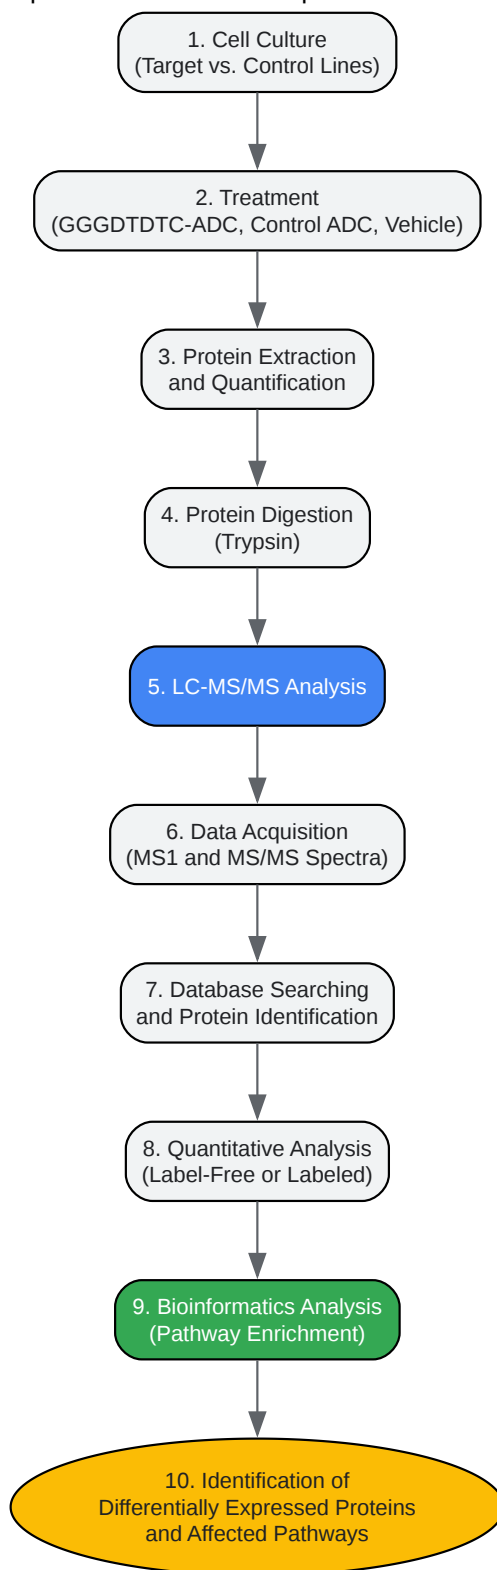 1. Cell Culture
(Target vs. Control Lines)
2. Treatment
(GGGDTDTC-ADC, Control ADC, Vehicle)
3. Protein Extraction
and Quantification
4. Protein Digestion
(Trypsin)
5. LC-MS/MS Analysis
6. Data Acquisition
(MS1 and MS/MS Spectra)
7. Database Searching
and Protein Identification
8. Quantitative Analysis
(Label-Free or Labeled)
9. Bioinformatics Analysis
(Pathway Enrichment)
10. Identification of
Differentially Expressed Proteins
and Affected Pathways